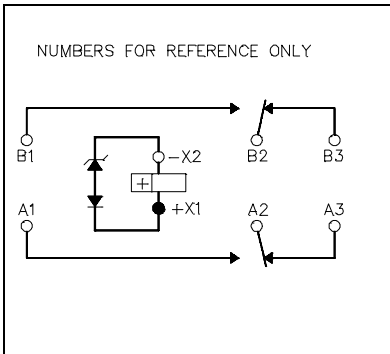 NUMBERS FOR REFERENCE ONLY
B1
-X2
B2
B3
+
A1
+X1
A2
A3